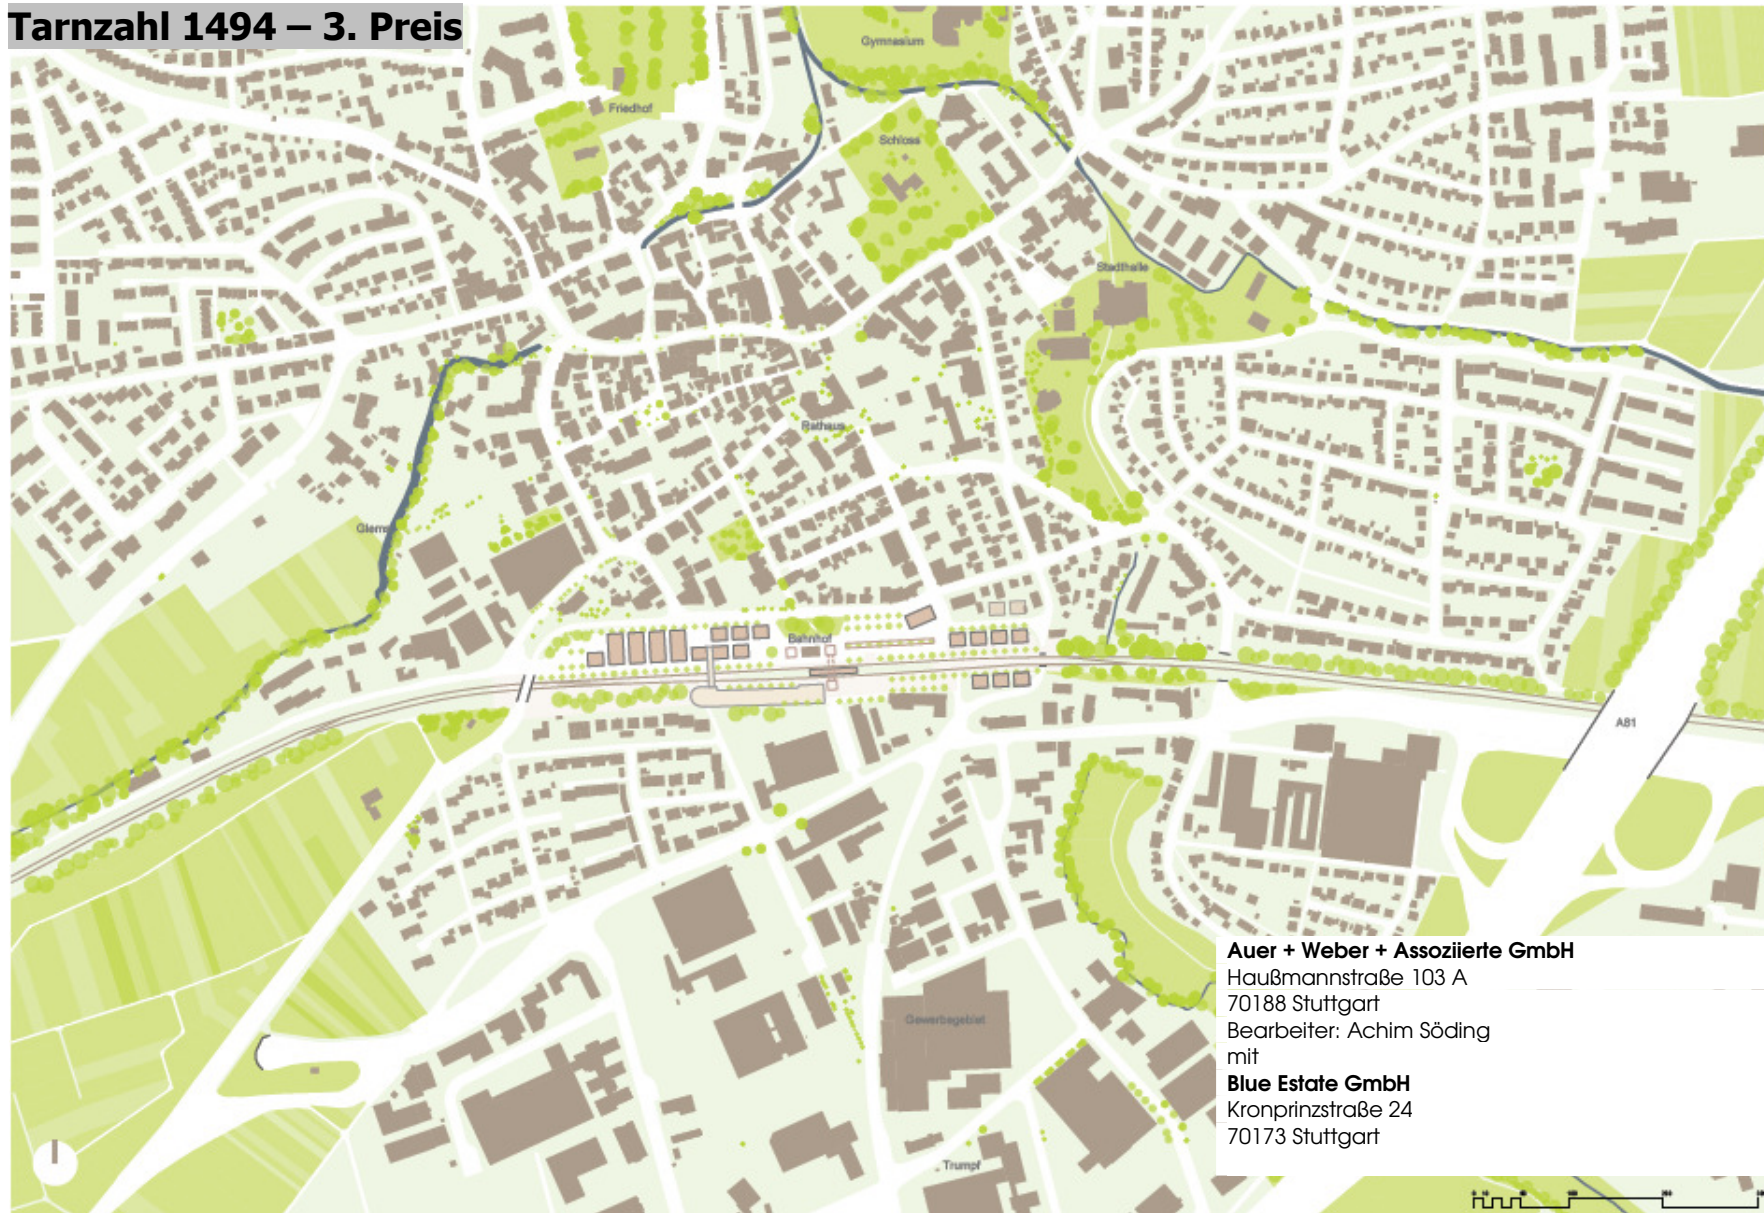 Tarnzahl 1494 – 3. Preis
Gymnasium
Friedhof
Schloss
Stadthalle
Rathaus
Glems
Bahnhof
A81
Auer + Weber + Assoziierte GmbH
Haußmannstraße 103 A
70188 Stuttgart
Bearbeiter: Achim Söding
mit
Blue Estate GmbH
Kronprinzstraße 24
70173 Stuttgart
Gewerbegebiet
Trumpf